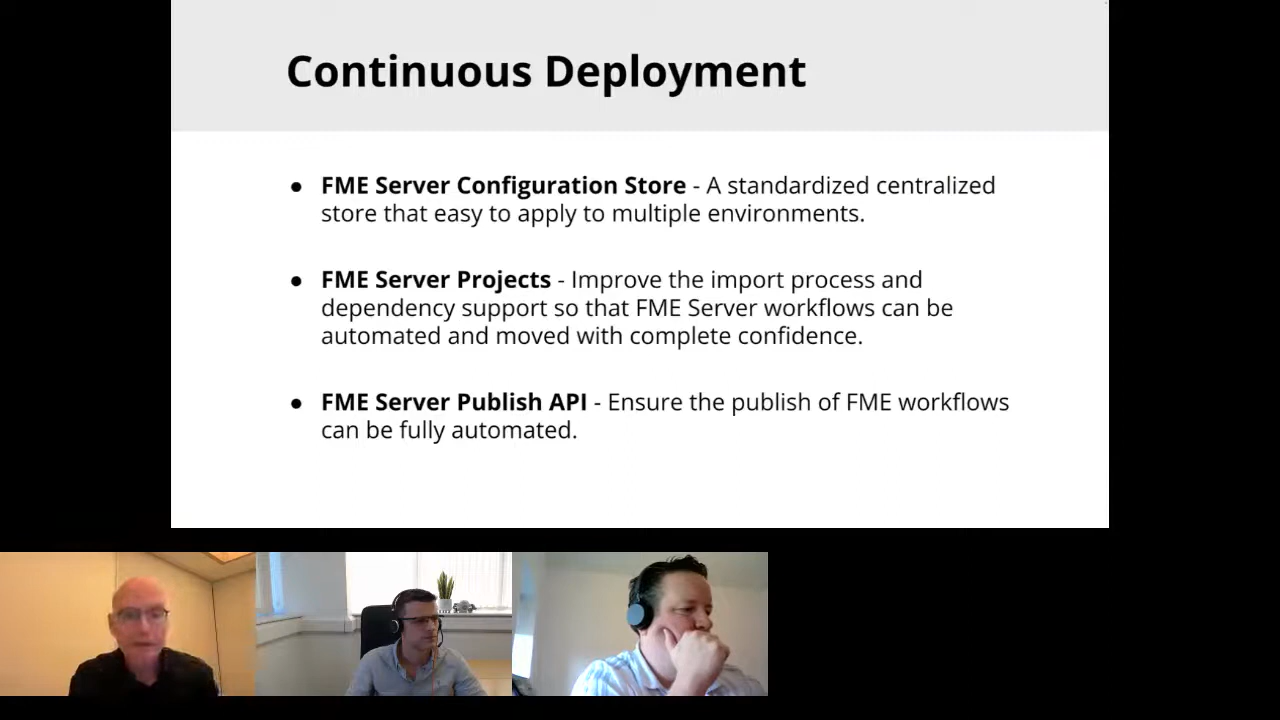 Continuous Deployment
● FME Server Configuration Store - A standardized centralized
store that easy to apply to multiple environments.
● FME Server Projects - Improve the import process and
dependency support so that FME Server workflows can be
automated and moved with complete confidence.
● FME Server Publish API - Ensure the publish of FME workflows
can be fully automated.